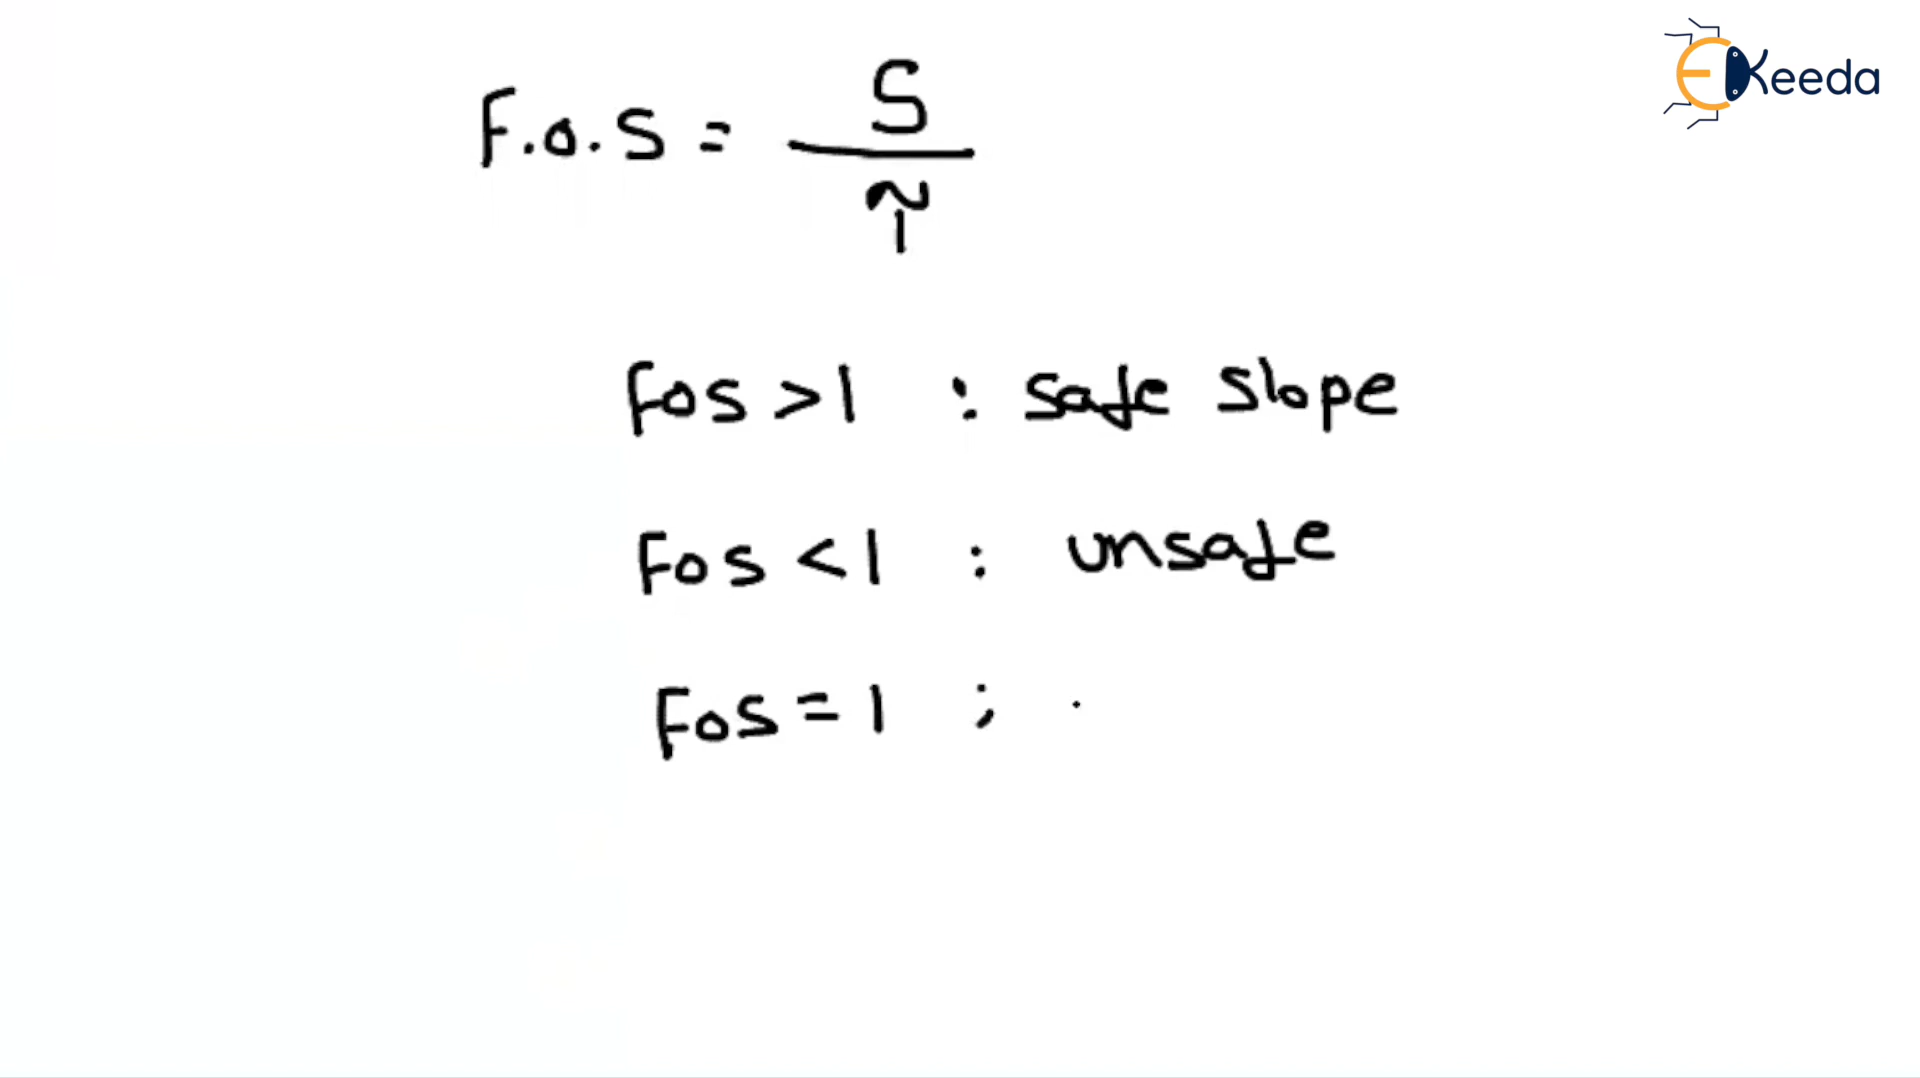 EKeeda
F.o.S = S / τ
FoS > 1 : safe slope
FoS < 1 : unsafe
FoS = 1 ;